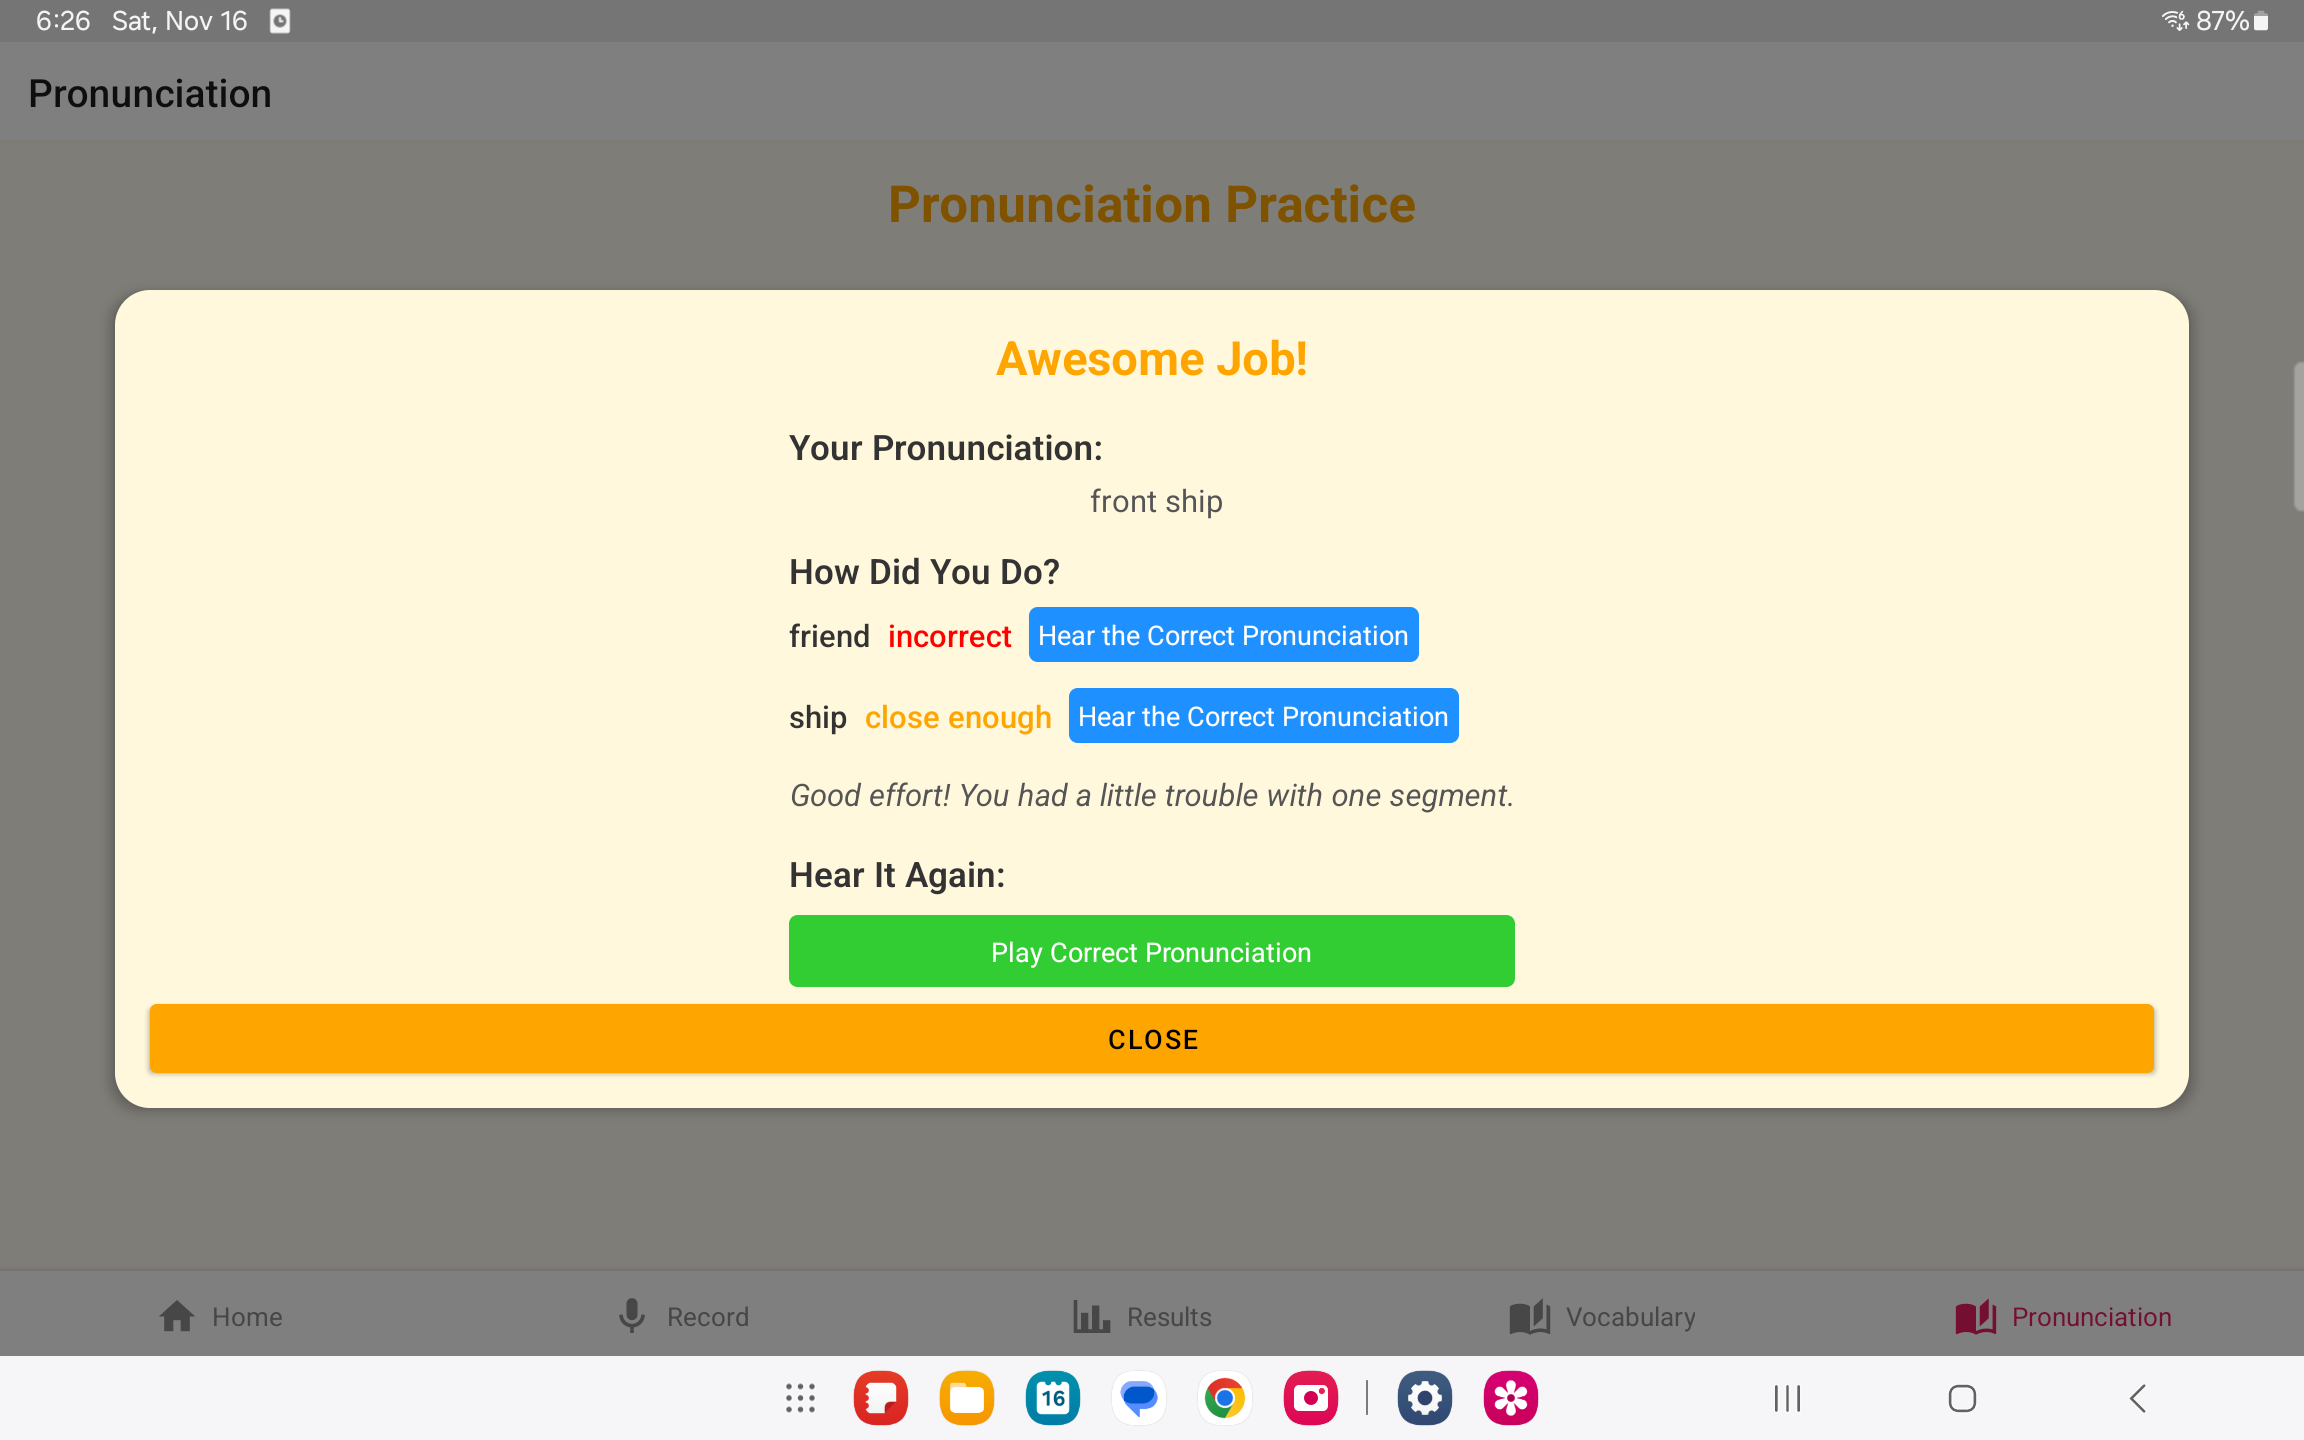 6:26 Sat, Nov 16 87%
Pronunciation
Pronunciation Practice
Awesome Job!
Your Pronunciation:
front ship
How Did You Do?
friend incorrect Hear the Correct Pronunciation
ship close enough Hear the Correct Pronunciation
Good effort! You had a little trouble with one segment.
Hear It Again:
Play Correct Pronunciation
CLOSE
Home Record Results Vocabulary Pronunciation
16